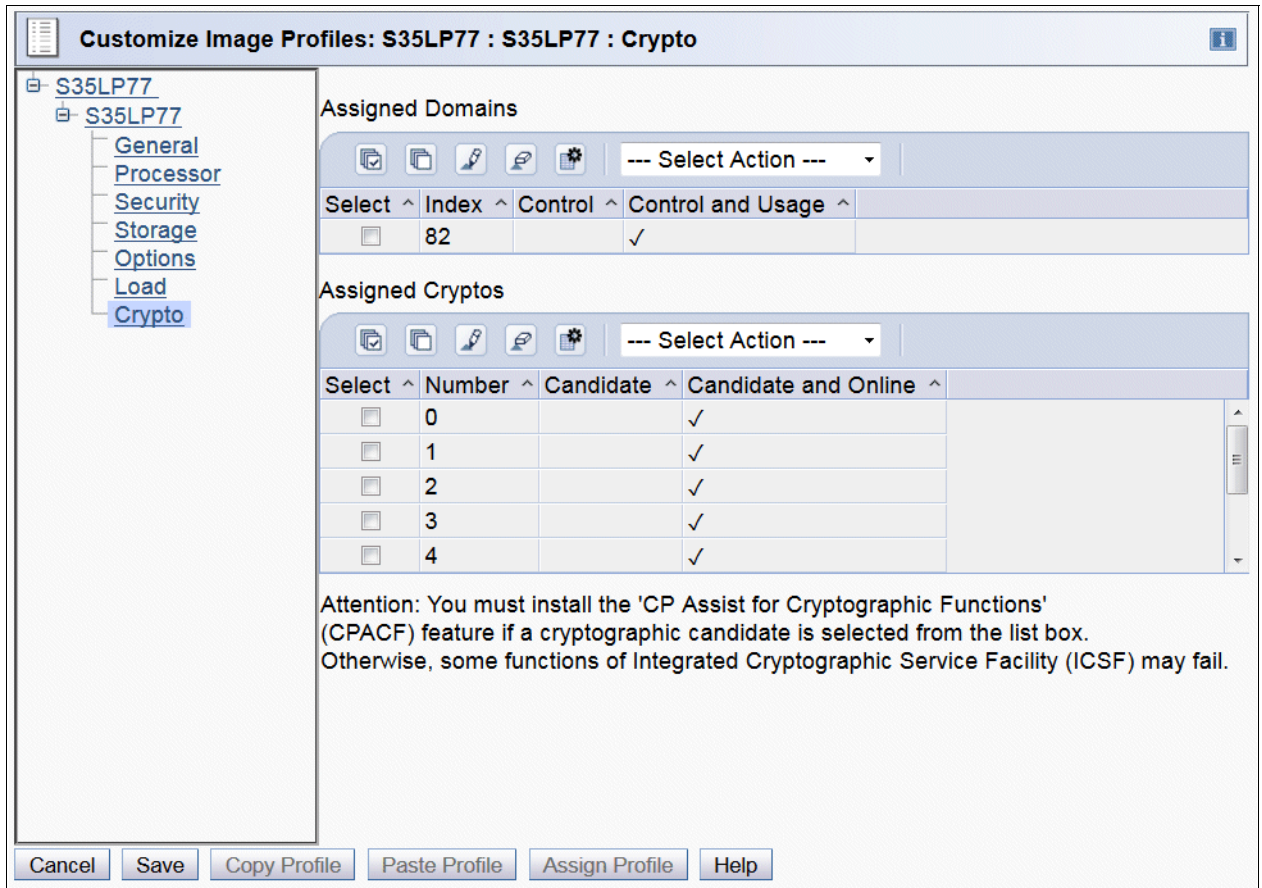 Customize Image Profiles: S35LP77 : S35LP77 : Crypto
S35LP77
S35LP77
General
Processor
Security
Storage
Options
Load
Crypto
Assigned Domains
--- Select Action ---
Select Index Control Control and Usage
82 ✓
Assigned Cryptos
--- Select Action ---
Select Number Candidate Candidate and Online
0 ✓
1 ✓
2 ✓
3 ✓
4 ✓
Attention: You must install the 'CP Assist for Cryptographic Functions'
(CPACF) feature if a cryptographic candidate is selected from the list box.
Otherwise, some functions of Integrated Cryptographic Service Facility (ICSF) may fail.
Cancel Save Copy Profile Paste Profile Assign Profile Help